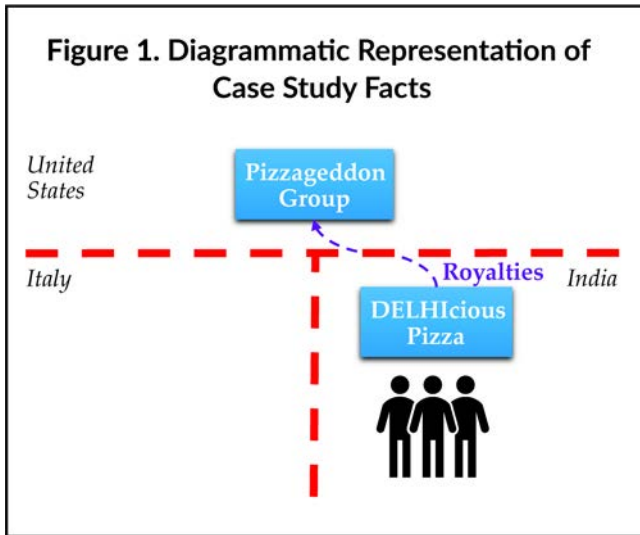 Figure 1. Diagrammatic Representation of
Case Study Facts
United
States
Pizzageddon
Group
Italy
Royalties
India
DELHIcious
Pizza